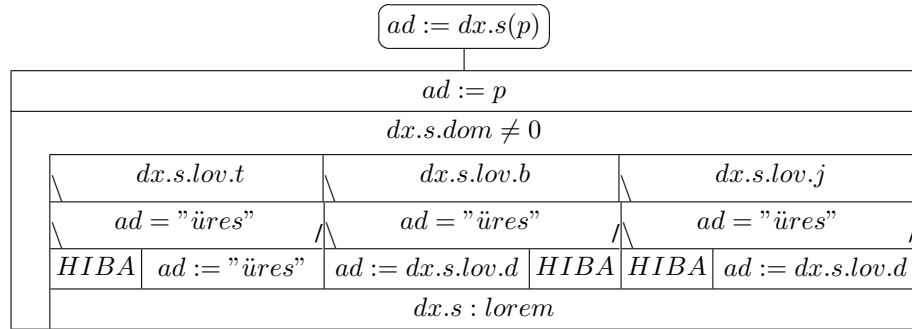 ad := dx.s(p)
ad := p
dx.s.dom ≠ 0
dx.s.lov.t dx.s.lov.b dx.s.lov.j
ad = ”üres” ad = ”üres” ad = ”üres”
HIBA ad := ”üres” ad := dx.s.lov.d HIBA HIBA ad := dx.s.lov.d
dx.s : lorem